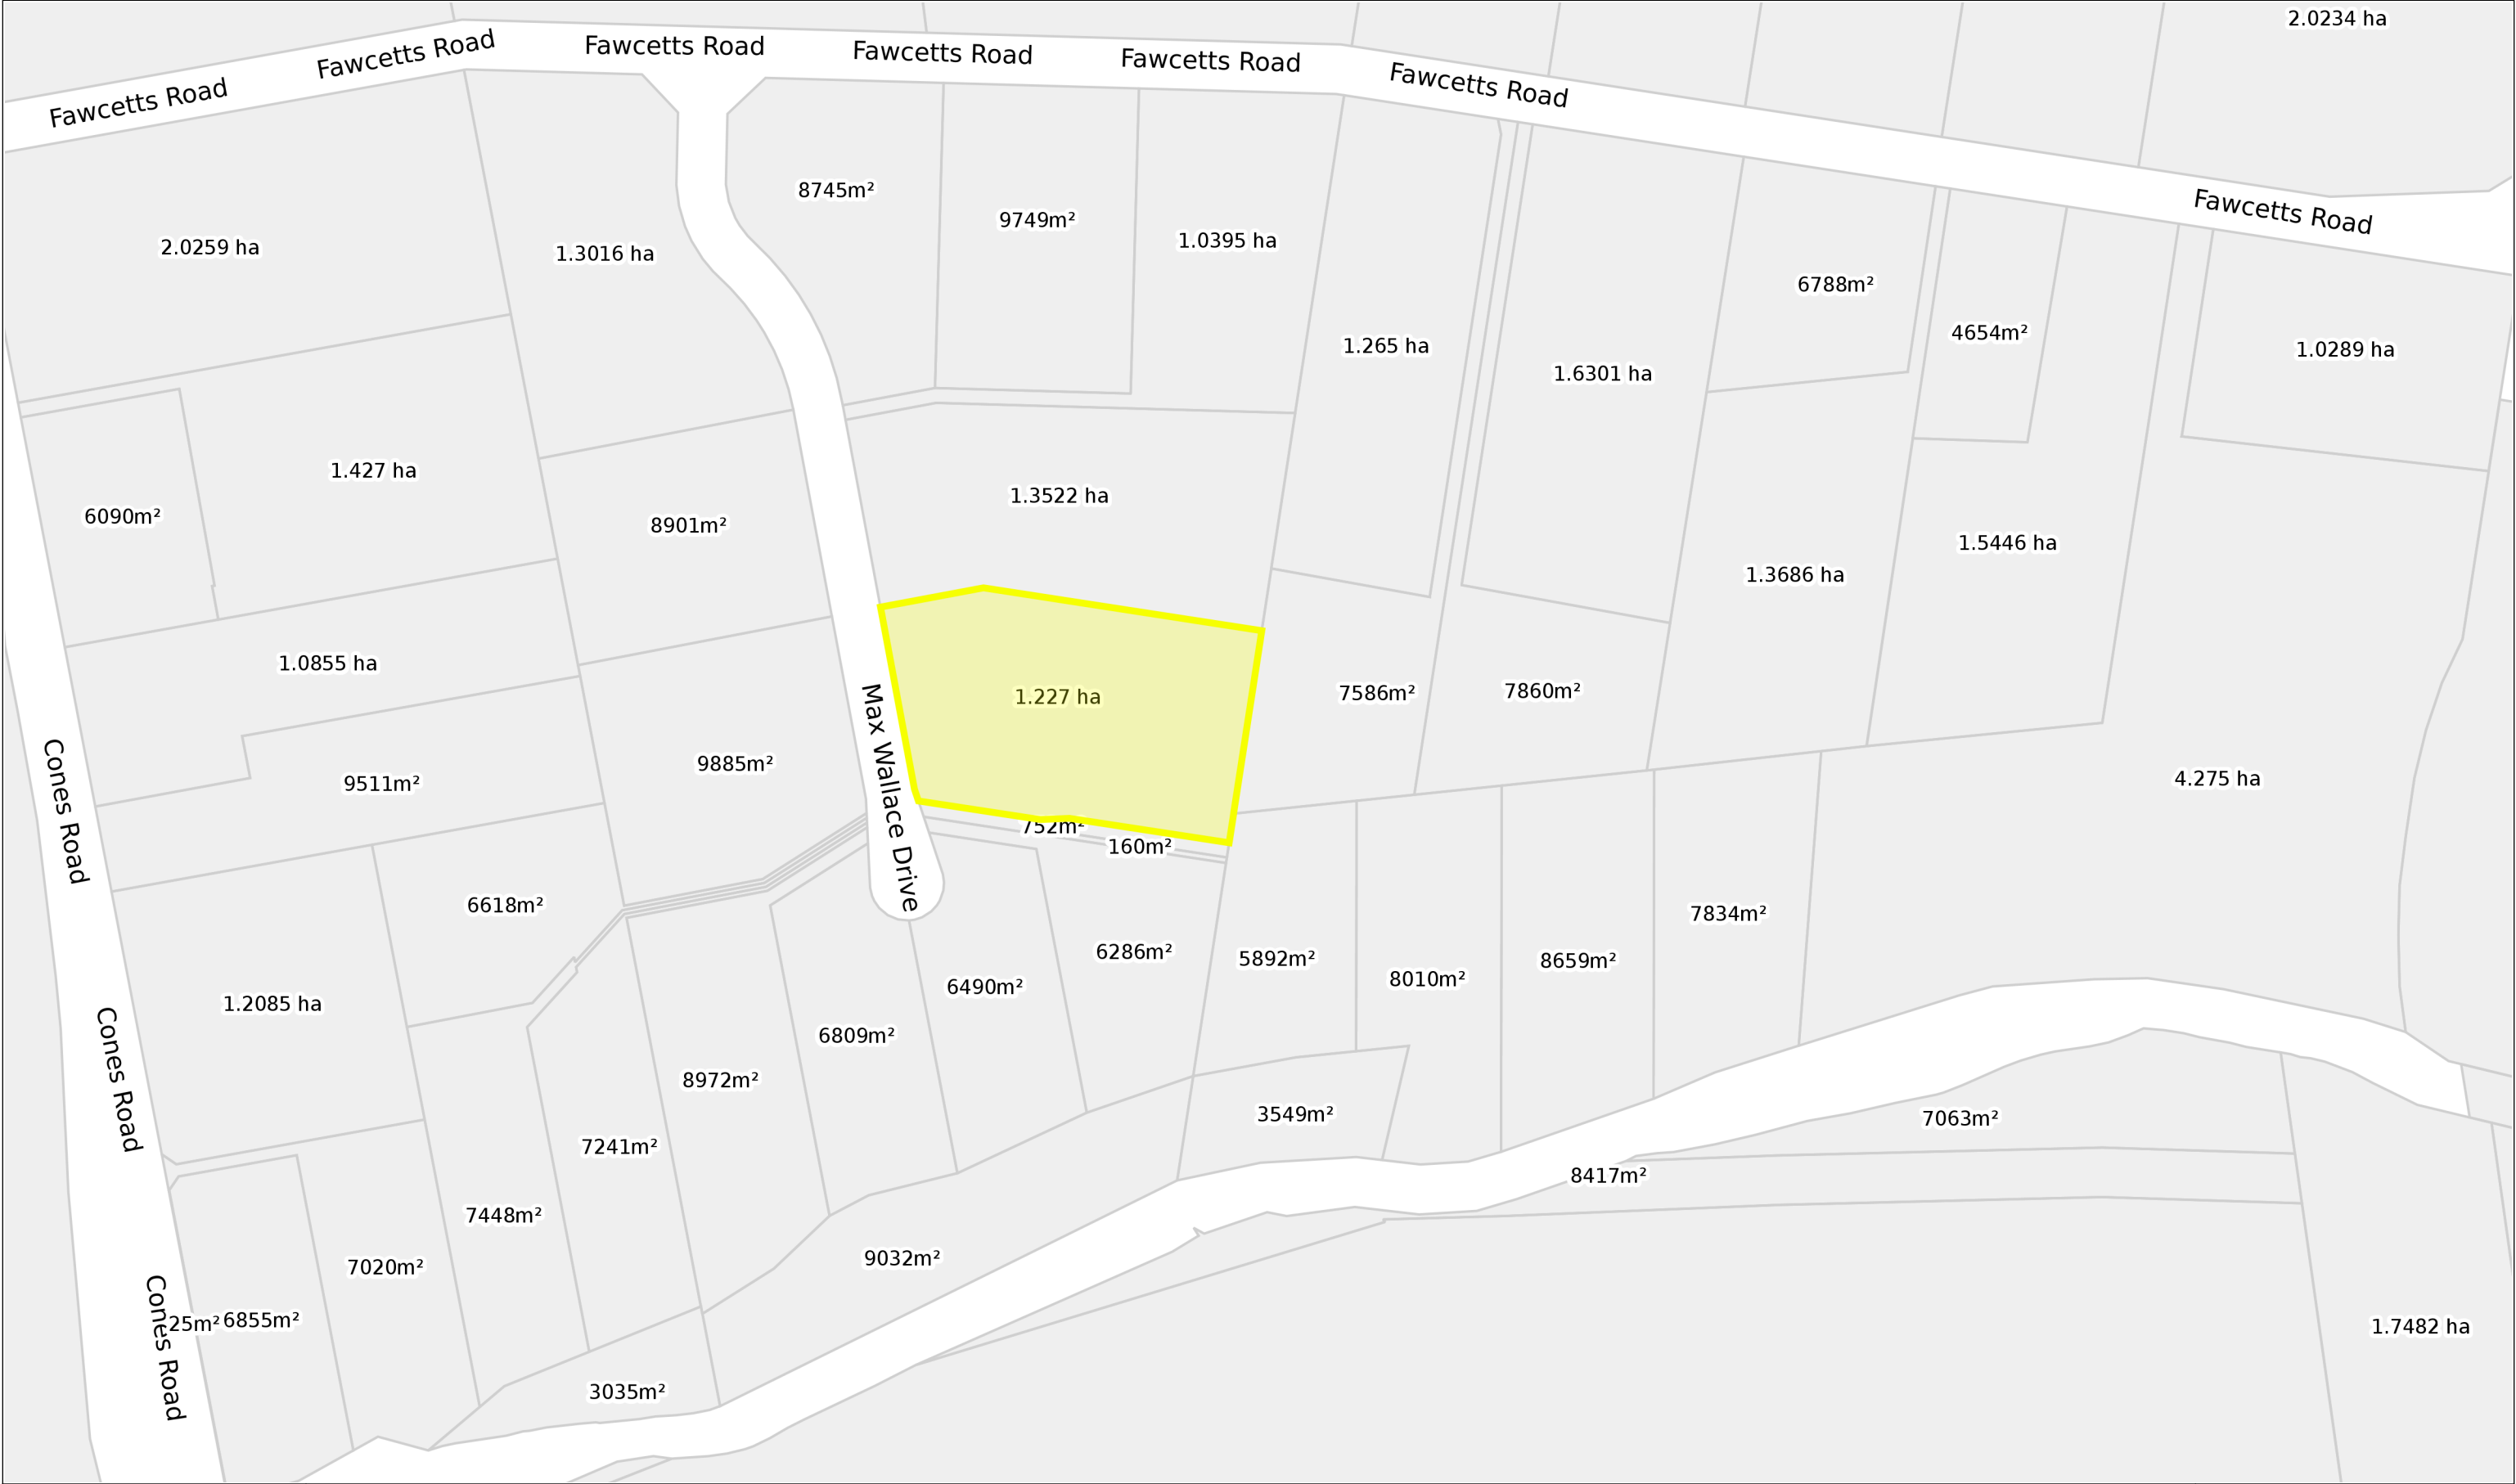 2.0234 ha
Fawcetts Road
Fawcetts Road
Fawcetts Road
Fawcetts Road
Fawcetts Road
Fawcetts Road
Fawcetts Road
8745m²
9749m²
1.0395 ha
2.0259 ha
1.3016 ha
6788m²
4654m²
1.265 ha
1.0289 ha
1.6301 ha
1.427 ha
1.3522 ha
6090m²
8901m²
1.5446 ha
1.3686 ha
1.0855 ha
1.227 ha
7586m²
7860m²
Max Wallace Drive
9885m²
4.275 ha
9511m²
Cones Road
752m²
160m²
6618m²
7834m²
6286m²
5892m²
8659m²
8010m²
6490m²
1.2085 ha
6809m²
Cones Road
8972m²
3549m²
7063m²
7241m²
8417m²
7448m²
9032m²
7020m²
Cones Road
25m²
6855m²
1.7482 ha
3035m²